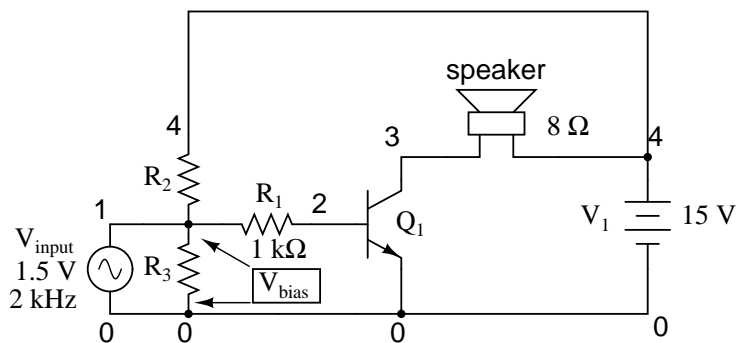 speaker
8 Ω
4
3
4
R2
R1
1
2
Q1
V1
15 V
Vinput
1.5 V
2 kHz
R3
1 kΩ
Vbias
0
0
0
0